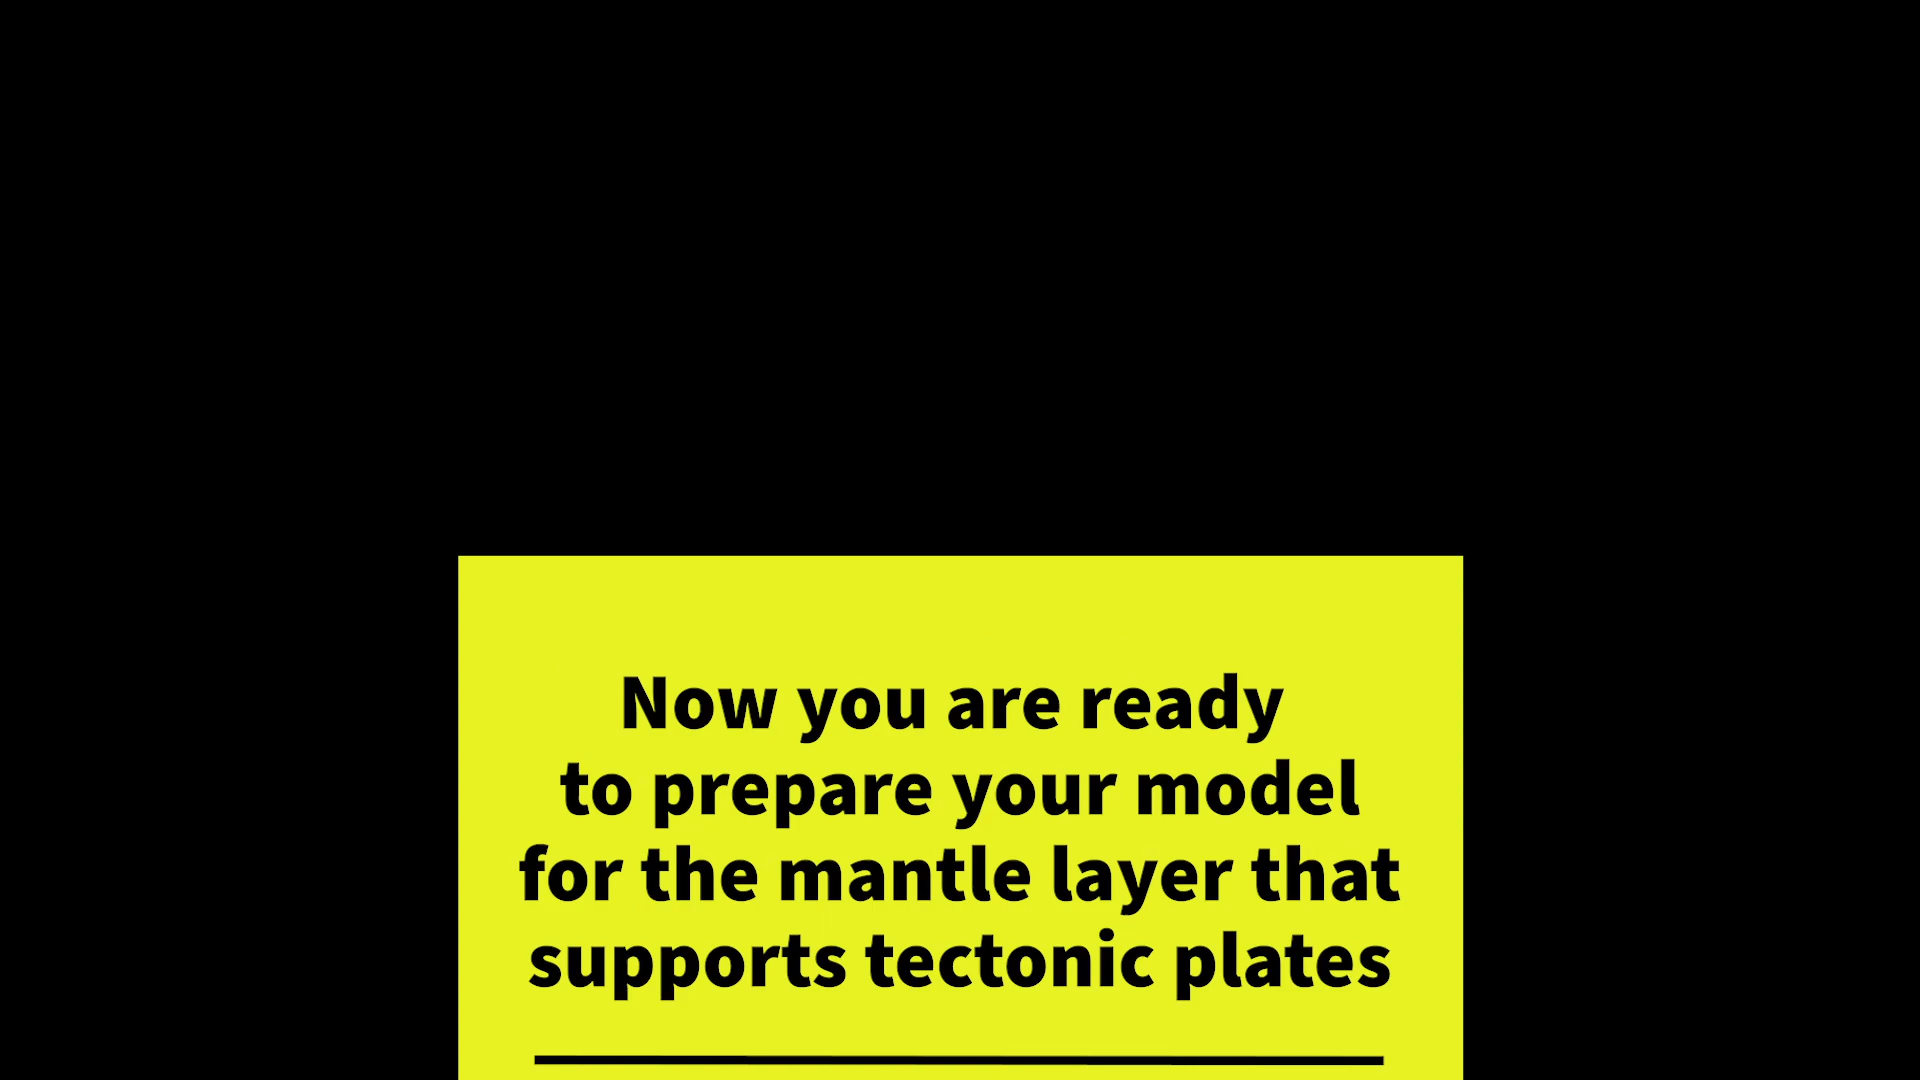 Now you are ready
to prepare your model
for the mantle layer that
supports tectonic plates